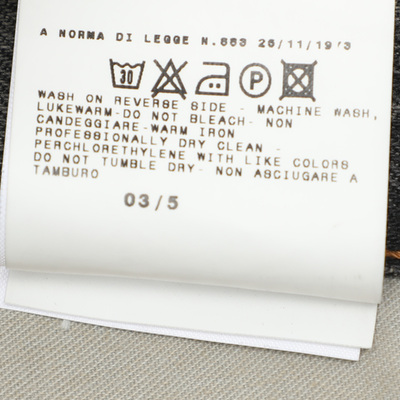 A NORMA DI LEGGE N.883 26/11/1973
30 P
WASH ON REVERSE SIDE - MACHINE WASH,
LUKEWARM-DO NOT BLEACH- NON
CANDEGGIARE-WARM IRON
PROFESSIONALLY DRY CLEAN -
PERCHLORETHYLENE WITH LIKE COLORS
DO NOT TUMBLE DRY- NON ASCIUGARE A
TAMBURO
03/5